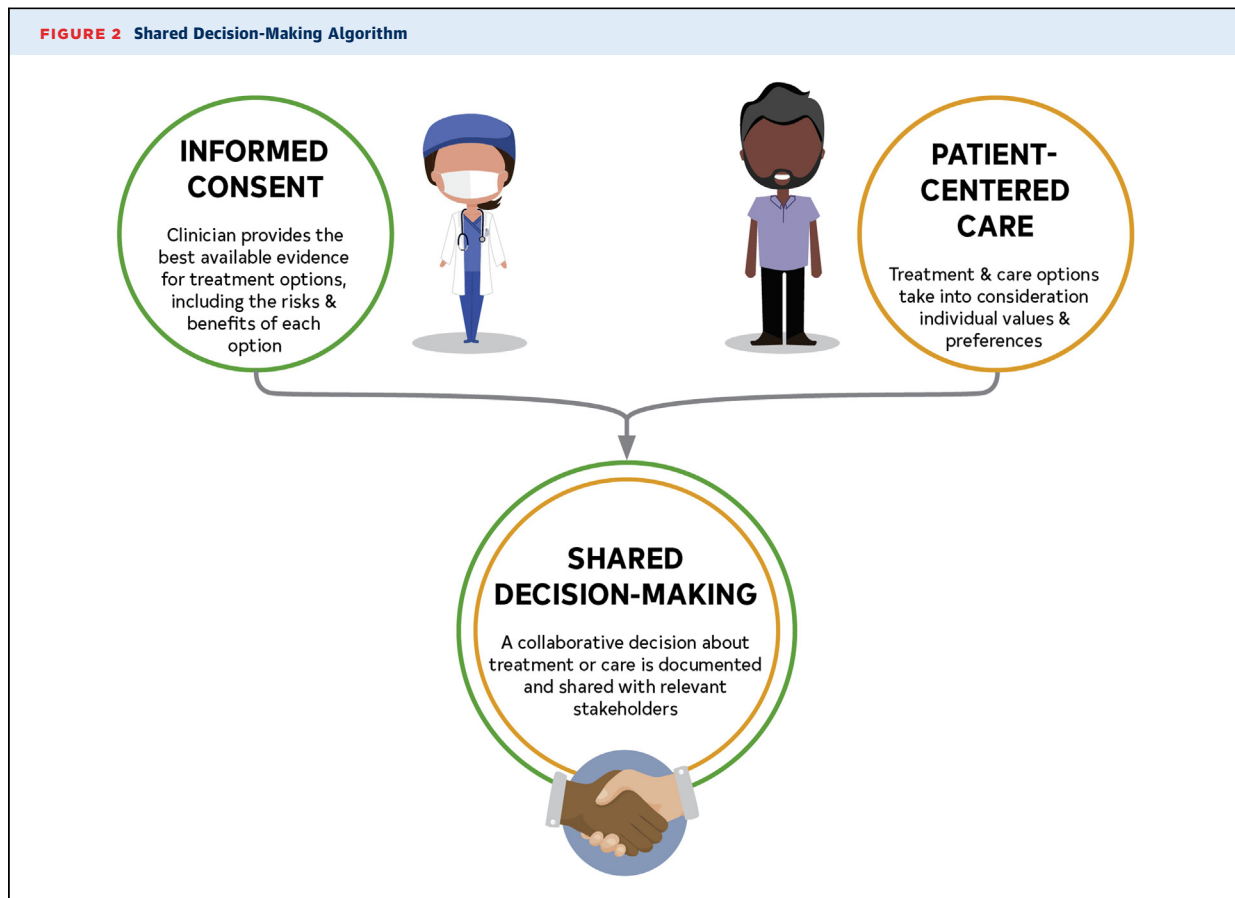 FIGURE 2 Shared Decision-Making Algorithm
INFORMED
CONSENT
Clinician provides the
best available evidence
for treatment options,
including the risks &
benefits of each
option
PATIENT-
CENTERED
CARE
Treatment & care options
take into consideration
individual values &
preferences
SHARED
DECISION-MAKING
A collaborative decision about
treatment or care is documented
and shared with relevant
stakeholders